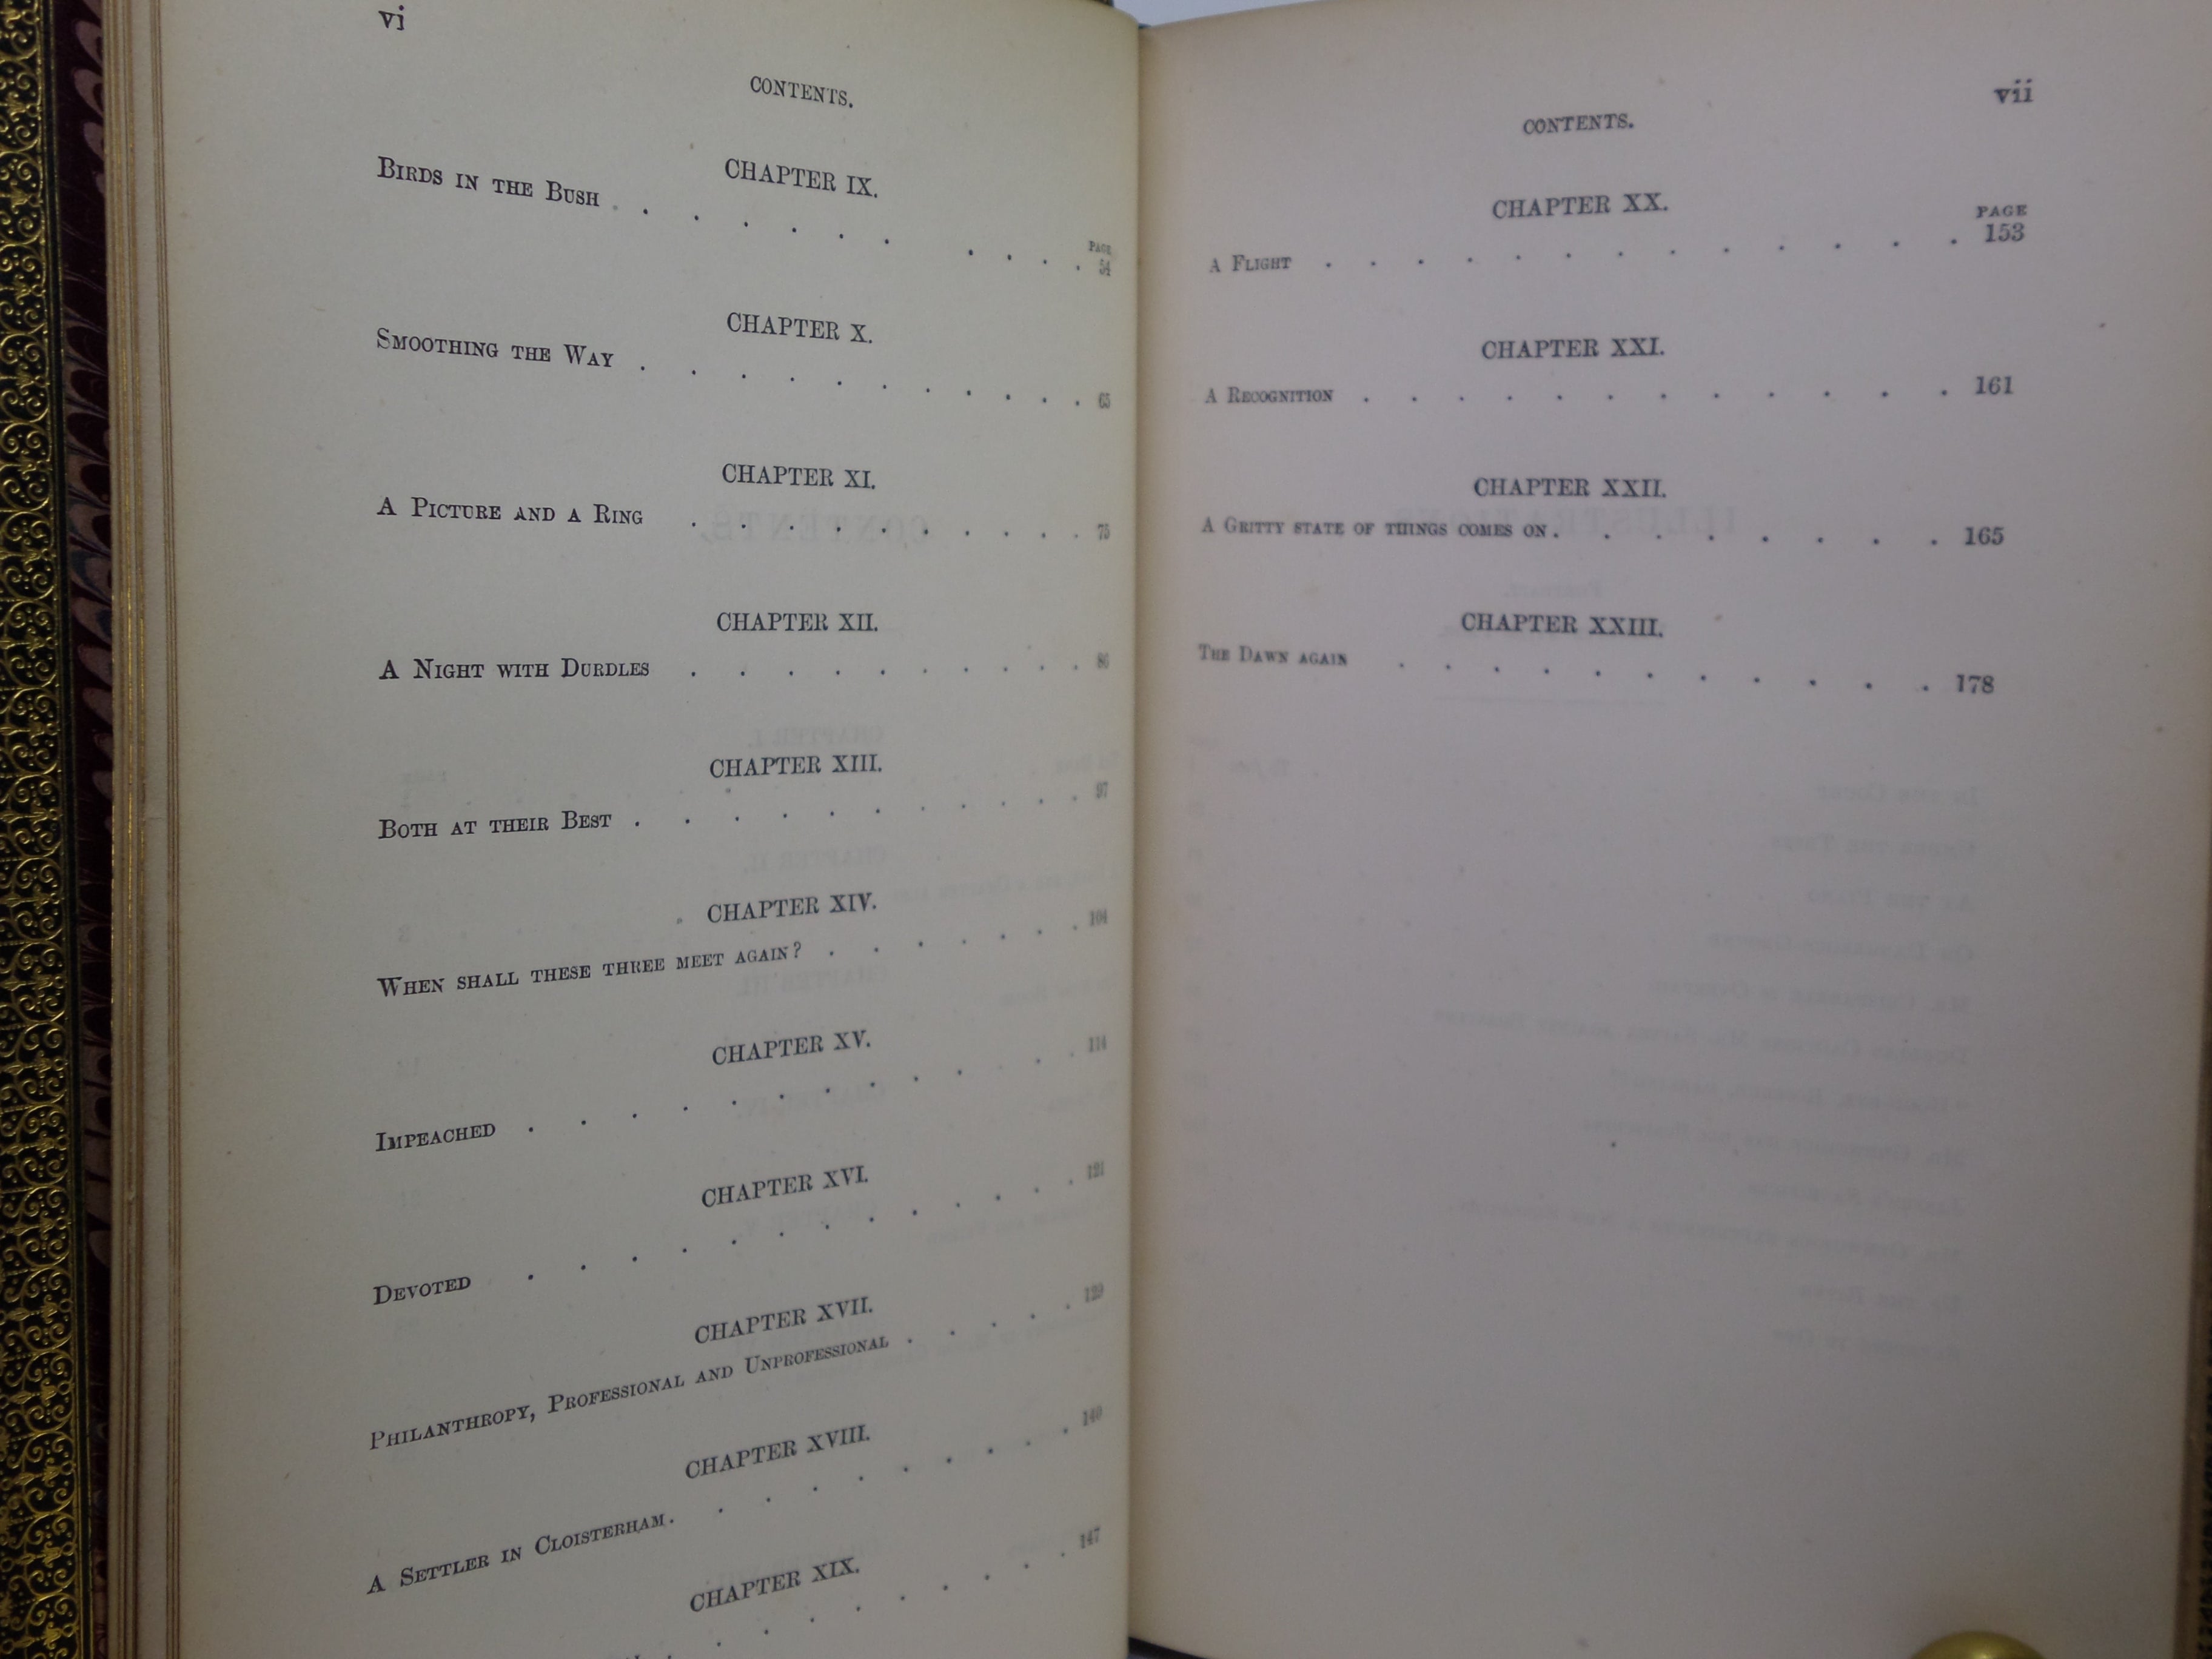 vi
CONTENTS.
CHAPTER IX.
PAGE
BIRDS IN THE BUSH . . . . . . . . . . 54
CHAPTER X.
SMOOTHING THE WAY . . . . . . . . . . 65
CHAPTER XI.
A PICTURE AND A RING . . . . . . . . . 75
CHAPTER XII.
A NIGHT WITH DURDLES . . . . . . . . . 86
CHAPTER XIII.
BOTH AT THEIR BEST . . . . . . . . . . 97
CHAPTER XIV.
WHEN SHALL THESE THREE MEET AGAIN? . . . . . . 104
CHAPTER XV.
IMPEACHED . . . . . . . . . . . . 114
CHAPTER XVI.
DEVOTED . . . . . . . . . . . . 121
CHAPTER XVII.
PHILANTHROPY, PROFESSIONAL AND UNPROFESSIONAL . . . . 129
CHAPTER XVIII.
A SETTLER IN CLOISTERHAM . . . . . . . . . 140
CHAPTER XIX.
147
vii
CONTENTS.
CHAPTER XX.
PAGE
A FLIGHT . . . . . . . . . . . . 153
CHAPTER XXI.
A RECOGNITION . . . . . . . . . . . 161
CHAPTER XXII.
A GRITTY STATE OF THINGS COMES ON . . . . . . . . 165
CHAPTER XXIII.
THE DAWN AGAIN . . . . . . . . . . . 178